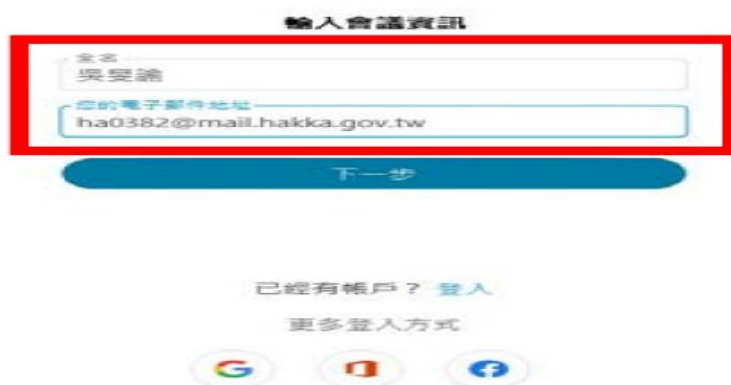 輸入會議資訊
全名
吳旻諭
您的電子郵件地址
ha0382@mail.hakka.gov.tw
下一步
已經有帳戶？ 登入
更多登入方式